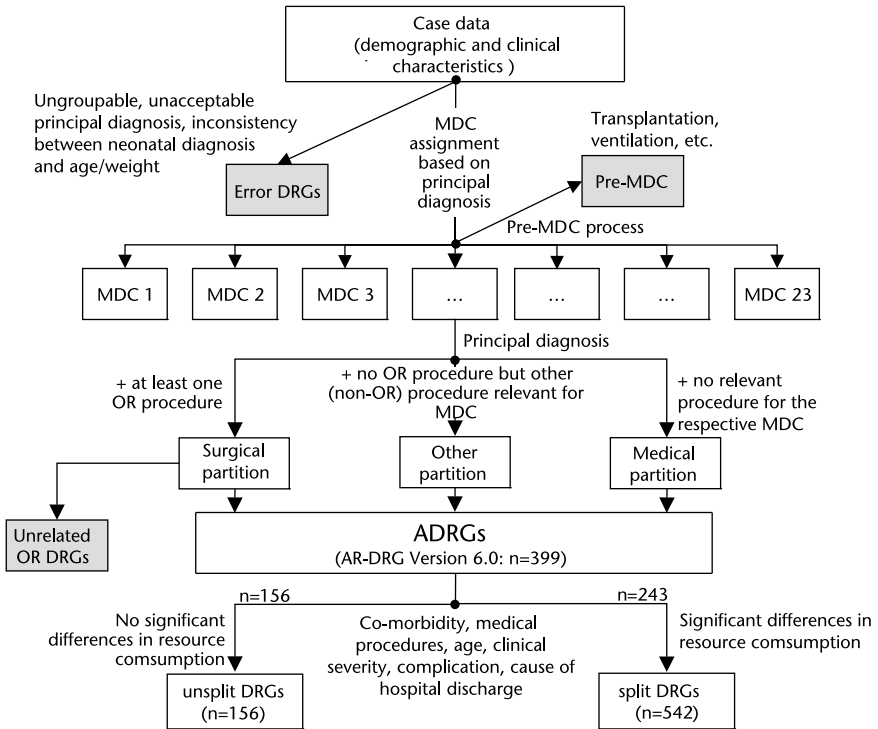 Case data
(demographic and clinical
characteristics )
Ungroupable, unacceptable
principal diagnosis, inconsistency
between neonatal diagnosis
and age/weight
MDC
assignment
based on
principal
diagnosis
Transplantation,
ventilation, etc.
Error DRGs
Pre-MDC
Pre-MDC process
MDC 1
MDC 2
MDC 3
...
...
...
MDC 23
Principal diagnosis
+ at least one
OR procedure
+ no OR procedure but other
(non-OR) procedure relevant for
MDC
+ no relevant
procedure for the
respective MDC
Surgical
partition
Other
partition
Medical
partition
Unrelated
OR DRGs
ADRGs
(AR-DRG Version 6.0: n=399)
n=156
n=243
No significant
differences in resource
comsumption
Co-morbidity, medical
procedures, age, clinical
severity, complication, cause of
hospital discharge
Significant differences in
resource comsumption
unsplit DRGs
(n=156)
split DRGs
(n=542)